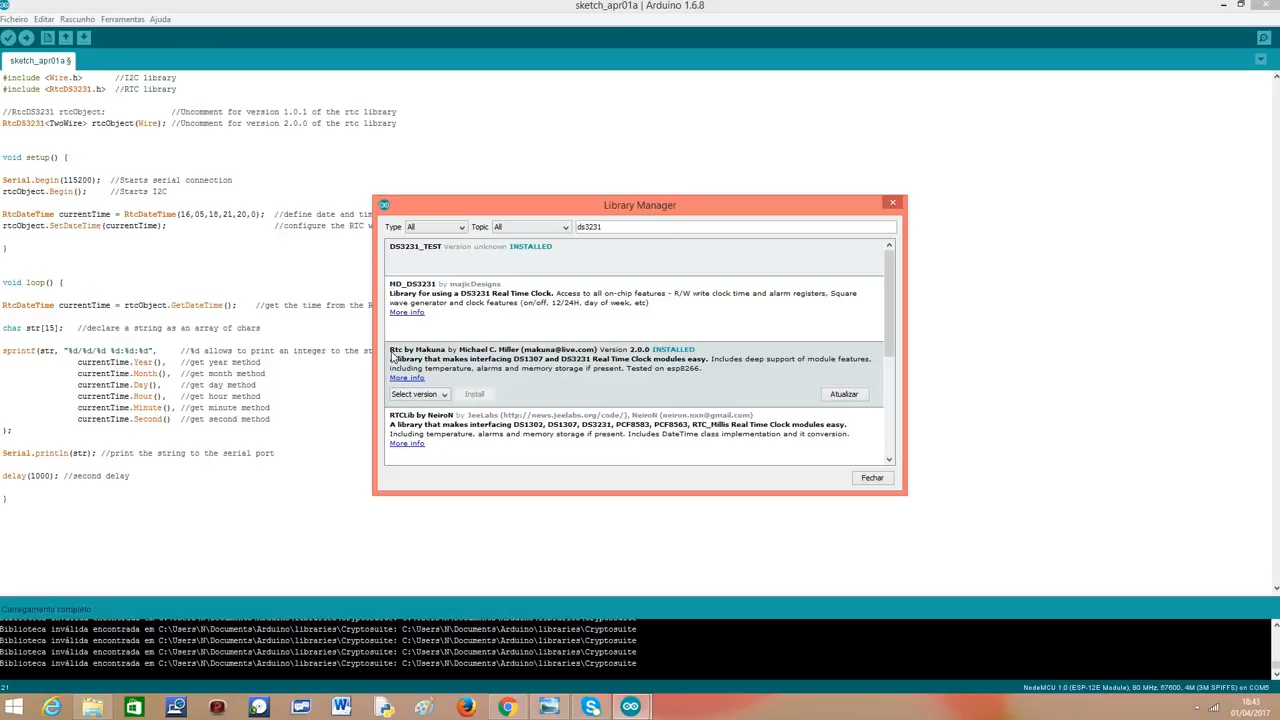 sketch_apr01a | Arduino 1.6.8
Ficheiro Editar Rascunho Ferramentas Ajuda
sketch_apr01a §
#include <Wire.h> //I2C library
#include <RtcDS3231.h> //RTC library
//RtcDS3231 rtcObject; //Uncomment for version 1.0.1 of the rtc library
RtcDS3231<TwoWire> rtcObject(Wire); //Uncomment for version 2.0.0 of the rtc library
void setup() {
Serial.begin(115200); //Starts serial connection
rtcObject.Begin(); //Starts I2C
RtcDateTime currentTime = RtcDateTime(16,05,18,21,20,0); //define date and tim
rtcObject.SetDateTime(currentTime); //configure the RTC w
}
void loop() {
RtcDateTime currentTime = rtcObject.GetDateTime(); //get the time from the R
char str[15]; //declare a string as an array of chars
sprintf(str, "%d/%d/%d %d:%d:%d", //%d allows to print an integer to the st
currentTime.Year(), //get year method
currentTime.Month(), //get month method
currentTime.Day(), //get day method
currentTime.Hour(), //get hour method
currentTime.Minute(), //get minute method
currentTime.Second() //get second method
);
Serial.println(str); //print the string to the serial port
delay(1000); //second delay
}
Library Manager
Type All Topic All ds3231
DS3231_TEST Version unknown INSTALLED
MD_DS3231 by majicDesigns
Library for using a DS3231 Real Time Clock. Access to all on-chip features - R/W write clock time and alarm registers, Square
wave generator and clock features (on/off, 12/24H, day of week, etc)
More info
Rtc by Makuna by Michael C. Miller (makuna@live.com) Version 2.0.0 INSTALLED
A library that makes interfacing DS1307 and DS3231 Real Time Clock modules easy. Includes deep support of module features,
including temperature, alarms and memory storage if present. Tested on esp8266.
More info
Select version Install Atualizar
RTCLib by NeiroN by JeeLabs (http://news.jeelabs.org/code/), NeiroN (neiron.nxn@gmail.com)
A library that makes interfacing DS1302, DS1307, DS3231, PCF8583, PCF8563, RTC_Millis Real Time Clock modules easy.
Including temperature, alarms and memory storage if present. Includes DateTime class implementation and it conversion.
More info
Fechar
Carregamento completo
Biblioteca inválida encontrada em C:\Users\N\Documents\Arduino\libraries\Cryptosuite: C:\Users\N\Documents\Arduino\libraries\Cryptosuite
Biblioteca inválida encontrada em C:\Users\N\Documents\Arduino\libraries\Cryptosuite: C:\Users\N\Documents\Arduino\libraries\Cryptosuite
Biblioteca inválida encontrada em C:\Users\N\Documents\Arduino\libraries\Cryptosuite: C:\Users\N\Documents\Arduino\libraries\Cryptosuite
Biblioteca inválida encontrada em C:\Users\N\Documents\Arduino\libraries\Cryptosuite: C:\Users\N\Documents\Arduino\libraries\Cryptosuite
Biblioteca inválida encontrada em C:\Users\N\Documents\Arduino\libraries\Cryptosuite: C:\Users\N\Documents\Arduino\libraries\Cryptosuite
21 NodeMCU 1.0 (ESP-12E Module), 80 MHz, 57600, 4M (3M SPIFFS) on COM5
18:43
01/04/2017